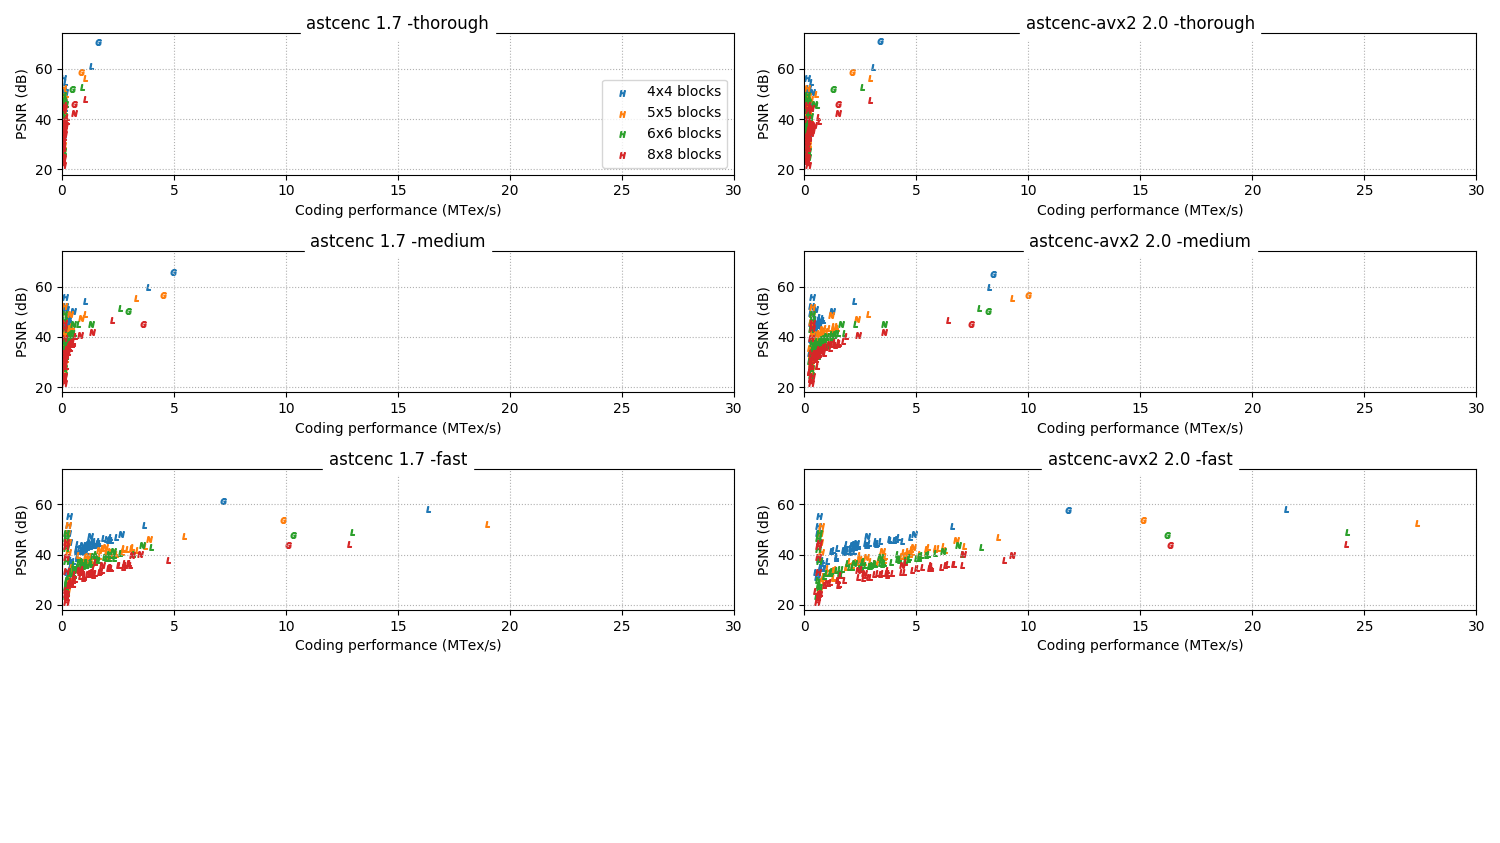 astcenc 1.7 -thorough
PSNR (dB)
60
40
20
4x4 blocks
5x5 blocks
6x6 blocks
8x8 blocks
0 5 10 15 20 25 30
Coding performance (MTex/s)
astcenc-avx2 2.0 -thorough
PSNR (dB)
60
40
20
0 5 10 15 20 25 30
Coding performance (MTex/s)
astcenc 1.7 -medium
PSNR (dB)
60
40
20
0 5 10 15 20 25 30
Coding performance (MTex/s)
astcenc-avx2 2.0 -medium
PSNR (dB)
60
40
20
0 5 10 15 20 25 30
Coding performance (MTex/s)
astcenc 1.7 -fast
PSNR (dB)
60
40
20
0 5 10 15 20 25 30
Coding performance (MTex/s)
astcenc-avx2 2.0 -fast
PSNR (dB)
60
40
20
0 5 10 15 20 25 30
Coding performance (MTex/s)